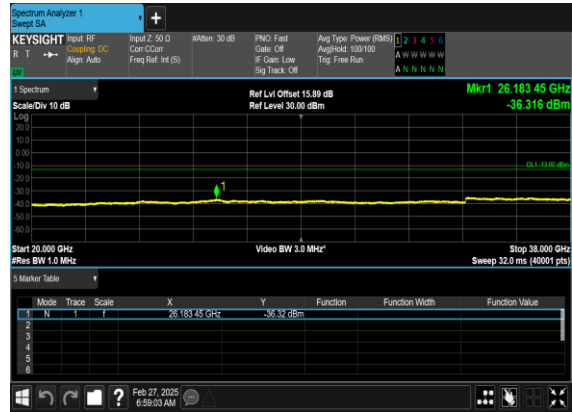 Spectrum Analyzer 1
Swept SA
+
KEYSIGHT Input: RF Input Z: 50 Ω #Atten: 30 dB PNO: Fast Avg Type: Power (RMS) 1 2 3 4 5 6
R T Coupling: DC Corr CCorr Gate: Off Avg|Hold: 100/100 A W W W W W
Align: Auto Freq Ref: Int (S) IF Gain: Low Trig: Free Run
Sig Track: Off A N N N N N
1 Spectrum
Ref Lvl Offset 15.89 dB Mkr1 26.183 45 GHz
Scale/Div 10 dB Ref Level 30.00 dBm -36.316 dBm
Log
20.0
10.0
0.00
-10.0 DL1 -13.00 dBm
-20.0
-30.0 1
-40.0
-50.0
-60.0
Start 20.000 GHz Video BW 3.0 MHz* Stop 38.000 GHz
#Res BW 1.0 MHz Sweep 32.0 ms (40001 pts)
5 Marker Table
Mode Trace Scale X Y Function Function Width Function Value
1 N 1 f 26.183 45 GHz -36.32 dBm
2
3
4
5
6
? Feb 27, 2025
6:59:03 AM